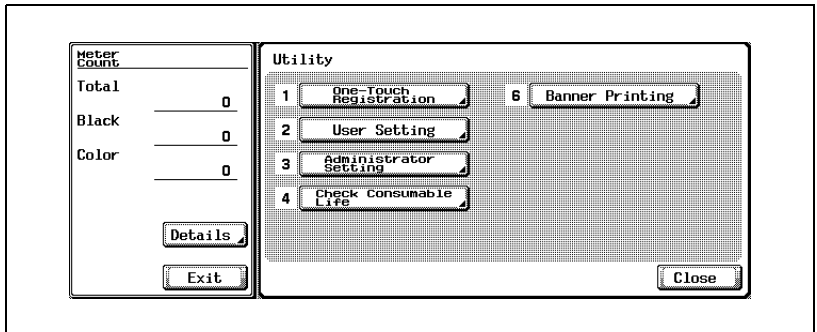 Meter
Count
Total
0
Black
0
Color
0
Details
Exit
Utility
1 One-Touch
Registration
2 User Setting
3 Administrator
Setting
4 Check Consumable
Life
6 Banner Printing
Close